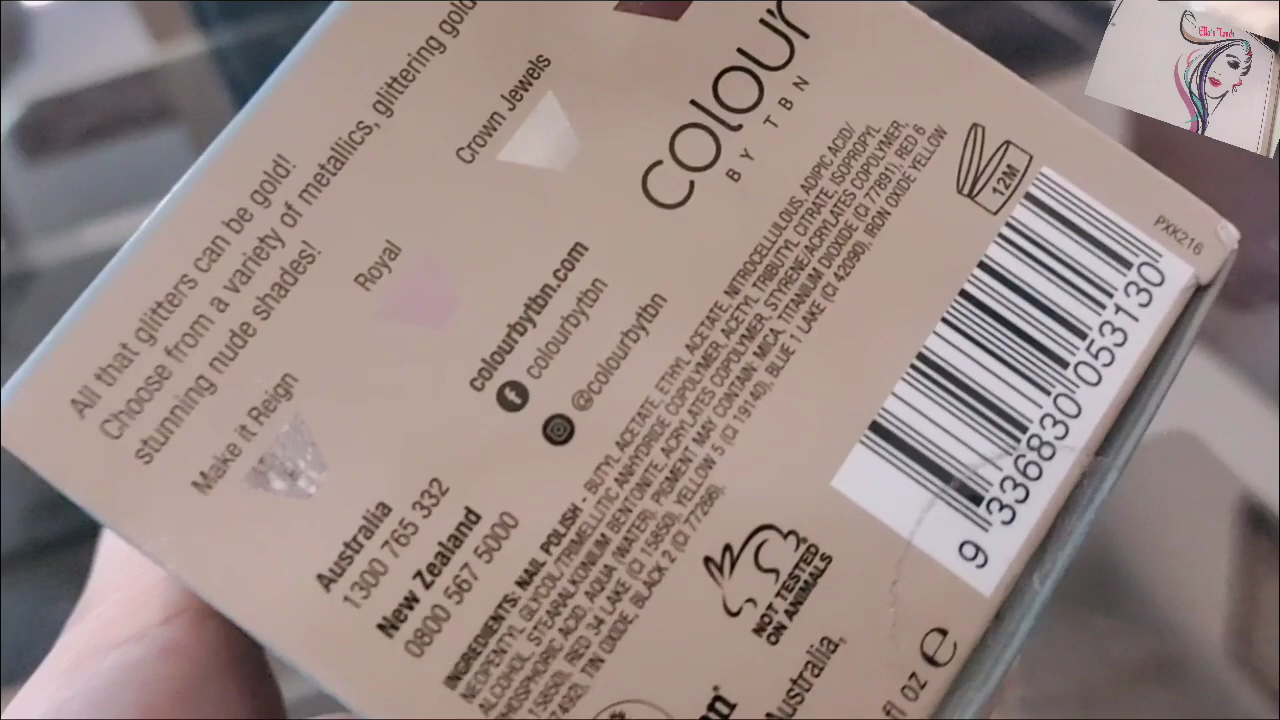 All that glitters can be gold!
Choose from a variety of metallics, glittering gold
stunning nude shades!
Make it Reign
Royal
Crown Jewels
Australia
1300 765 332
New Zealand
0800 567 5000
colourbytbn.com
colourbytbn
@colourbytbn
colour
BY TBN
INGREDIENTS: NAIL POLISH - BUTYL ACETATE, ETHYL ACETATE, NITROCELLULOSE, ADIPIC ACID/
NEOPENTYL GLYCOL/TRIMELLITIC ANHYDRIDE COPOLYMER, ACETYL TRIBUTYL CITRATE, ISOPROPYL
ALCOHOL, STEARALKONIUM BENTONITE, ACRYLATES COPOLYMER, STYRENE/ACRYLATES COPOLYMER,
PHOSPHORIC ACID, AQUA (WATER). PIGMENT MAY CONTAIN: MICA, TITANIUM DIOXIDE (CI 77891), RED 6
15850), RED 34 LAKE (CI 15850), YELLOW 5 (CI 19140), BLUE 1 LAKE (CI 42090), IRON OXIDE YELLOW
TIN OXIDE, BLACK 2 (CI 77266).
NOT TESTED
ON ANIMALS
12M
PXK216
9 336830 053130
Australia,
fl oz e
Ella's Touch